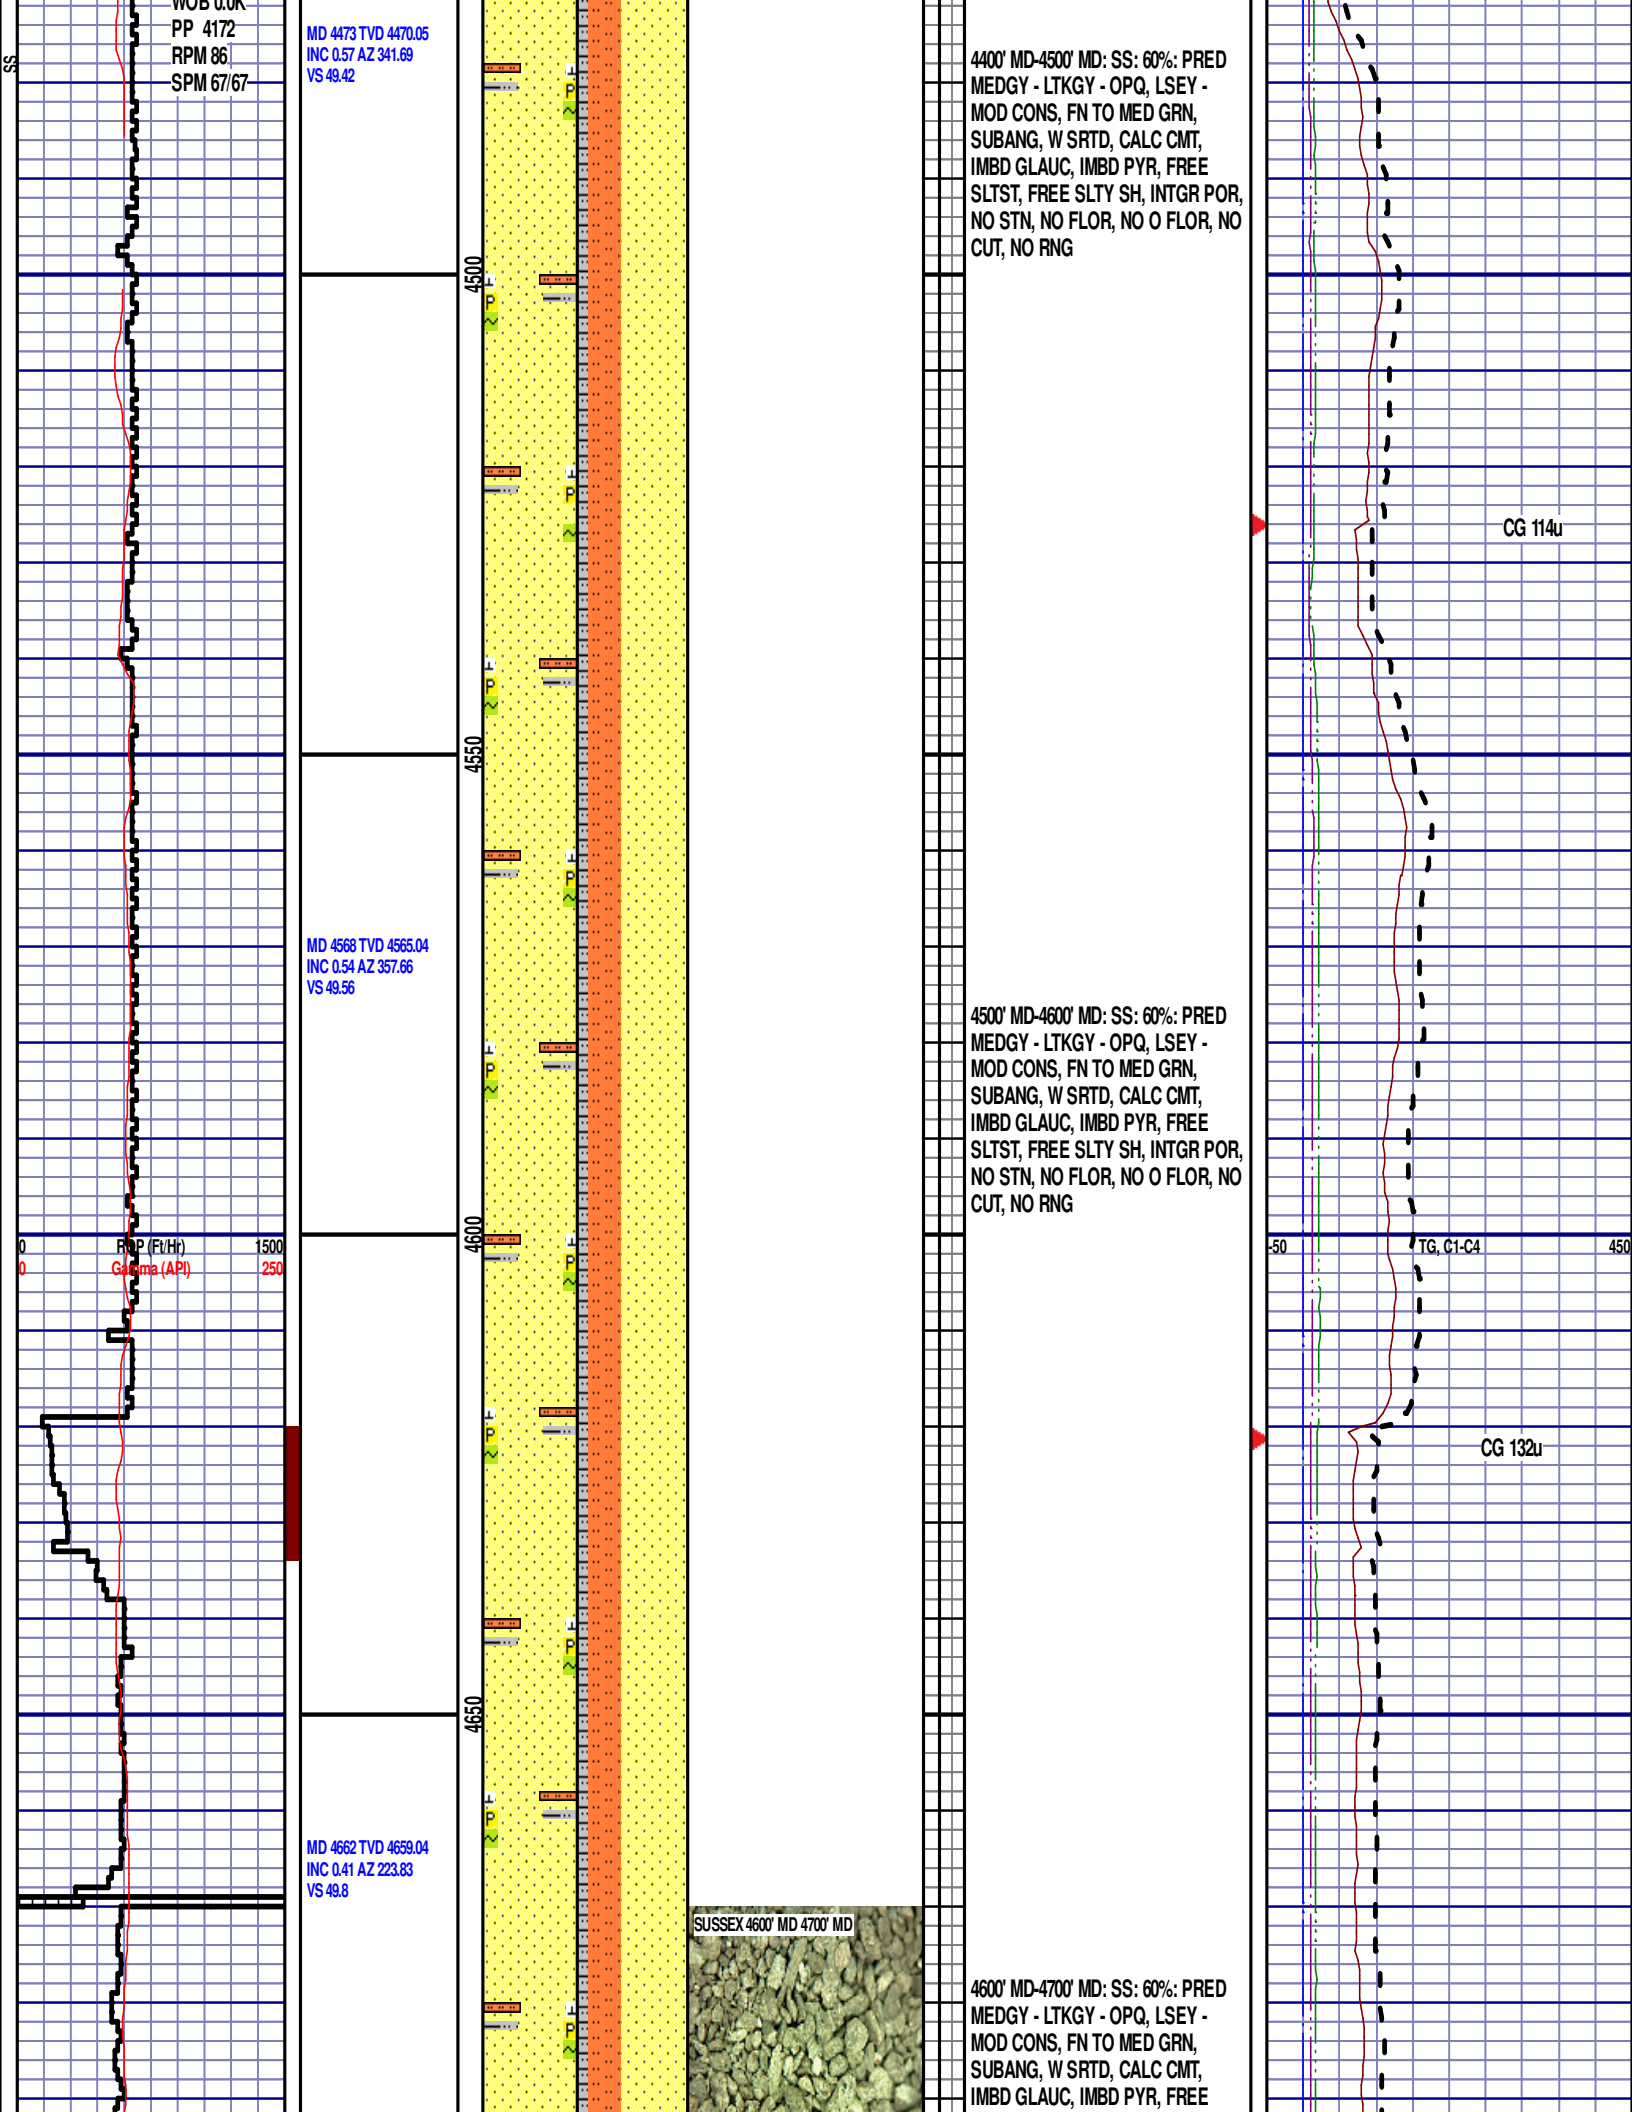 WOB 0.0K
PP 4172
RPM 86
SPM 67/67
SS
MD 4473 TVD 4470.05
INC 0.57 AZ 341.69
VS 49.42
4400' MD-4500' MD: SS: 60%: PRED
MEDGY - LTKGY - OPQ, LSEY -
MOD CONS, FN TO MED GRN,
SUBANG, W SRTD, CALC CMT,
IMBD GLAUC, IMBD PYR, FREE
SLTST, FREE SLTY SH, INTGR POR,
NO STN, NO FLOR, NO O FLOR, NO
CUT, NO RNG
P
4500
P
P
CG 114u
P
4550
P
MD 4568 TVD 4565.04
INC 0.54 AZ 357.66
VS 49.56
4500' MD-4600' MD: SS: 60%: PRED
MEDGY - LTKGY - OPQ, LSEY -
MOD CONS, FN TO MED GRN,
SUBANG, W SRTD, CALC CMT,
IMBD GLAUC, IMBD PYR, FREE
SLTST, FREE SLTY SH, INTGR POR,
NO STN, NO FLOR, NO O FLOR, NO
CUT, NO RNG
P
4600
0 ROP (Ft/Hr) 1500
0 Gamma (API) 250
-50 TG, C1-C4 450
P
P
CG 132u
P
4650
P
MD 4662 TVD 4659.04
INC 0.41 AZ 223.83
VS 49.8
SUSSEX 4600' MD 4700' MD
4600' MD-4700' MD: SS: 60%: PRED
MEDGY - LTKGY - OPQ, LSEY -
MOD CONS, FN TO MED GRN,
SUBANG, W SRTD, CALC CMT,
IMBD GLAUC, IMBD PYR, FREE
P